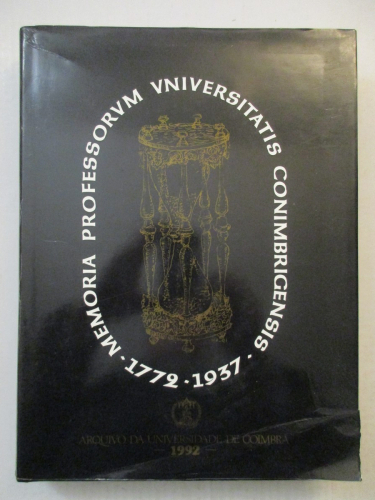 MEMORIA PROFESSORVM VNIVERSITATIS CONIMBRIGENSIS
· 1772 · 1937 ·
ARQUIVO DA UNIVERSIDADE DE COIMBRA
1992